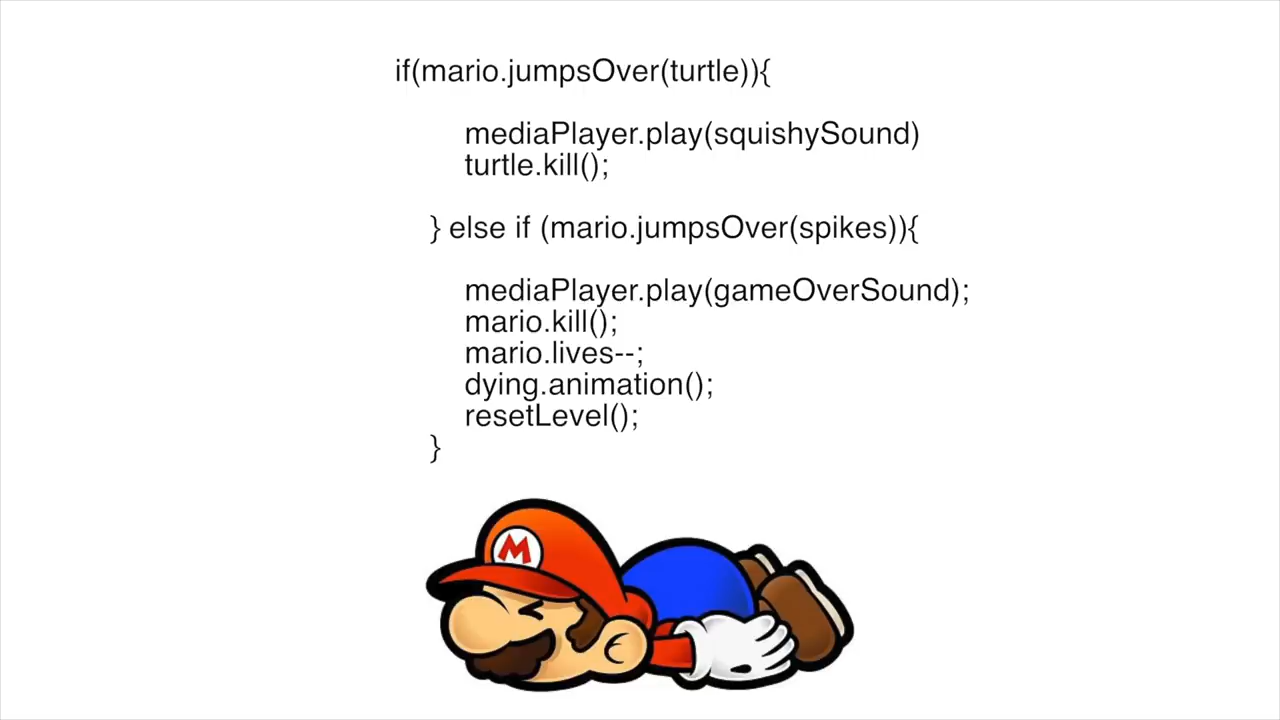 if(mario.jumpsOver(turtle)){
mediaPlayer.play(squishySound)
turtle.kill();
} else if (mario.jumpsOver(spikes)){
mediaPlayer.play(gameOverSound);
mario.kill();
mario.lives--;
dying.animation();
resetLevel();
}
M